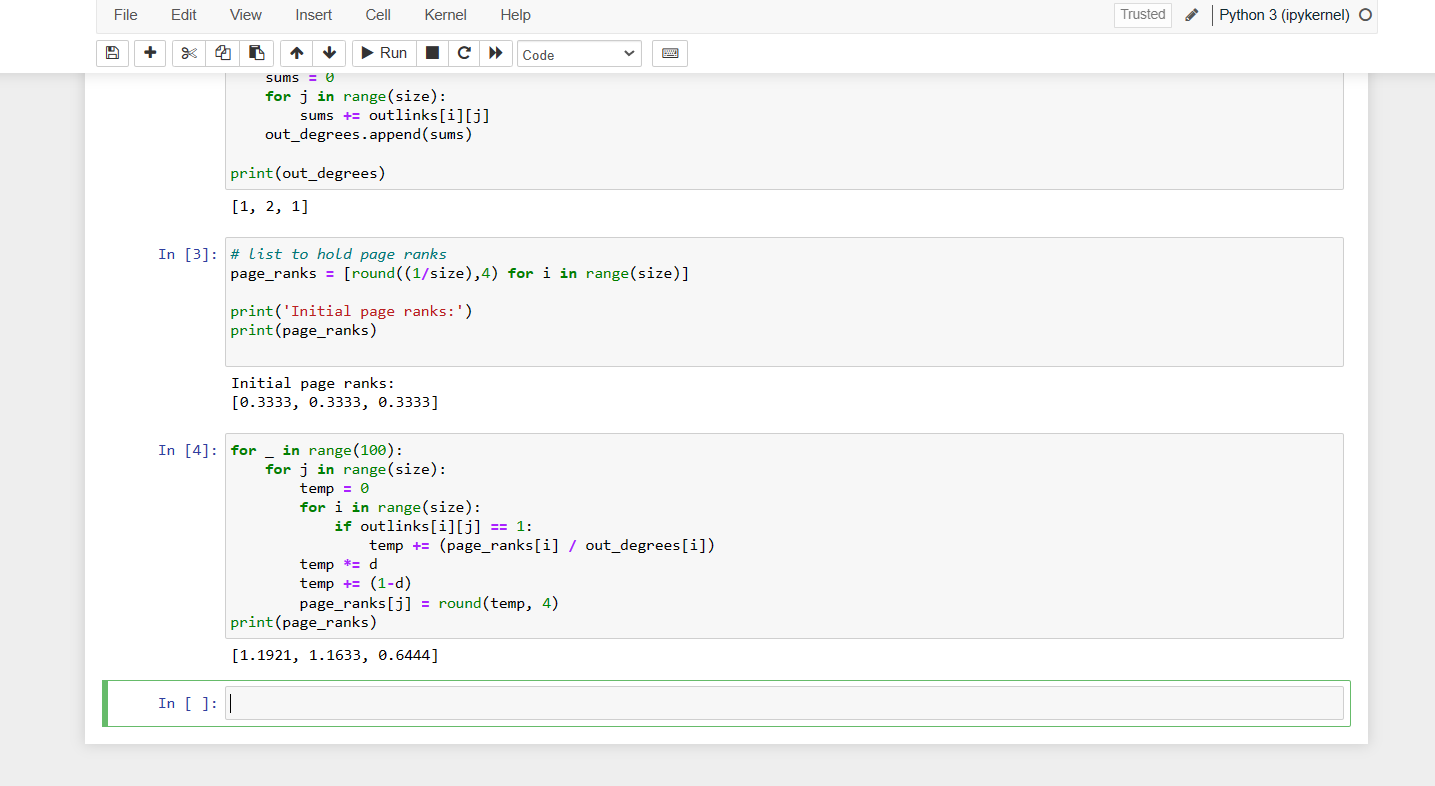 File Edit View Insert Cell Kernel Help Trusted Python 3 (ipykernel)
Run Code
sums = 0
for j in range(size):
sums += outlinks[i][j]
out_degrees.append(sums)
print(out_degrees)
[1, 2, 1]
In [3]: # list to hold page ranks
page_ranks = [round((1/size),4) for i in range(size)]
print('Initial page ranks:')
print(page_ranks)
Initial page ranks:
[0.3333, 0.3333, 0.3333]
In [4]: for _ in range(100):
for j in range(size):
temp = 0
for i in range(size):
if outlinks[i][j] == 1:
temp += (page_ranks[i] / out_degrees[i])
temp *= d
temp += (1-d)
page_ranks[j] = round(temp, 4)
print(page_ranks)
[1.1921, 1.1633, 0.6444]
In [ ]: